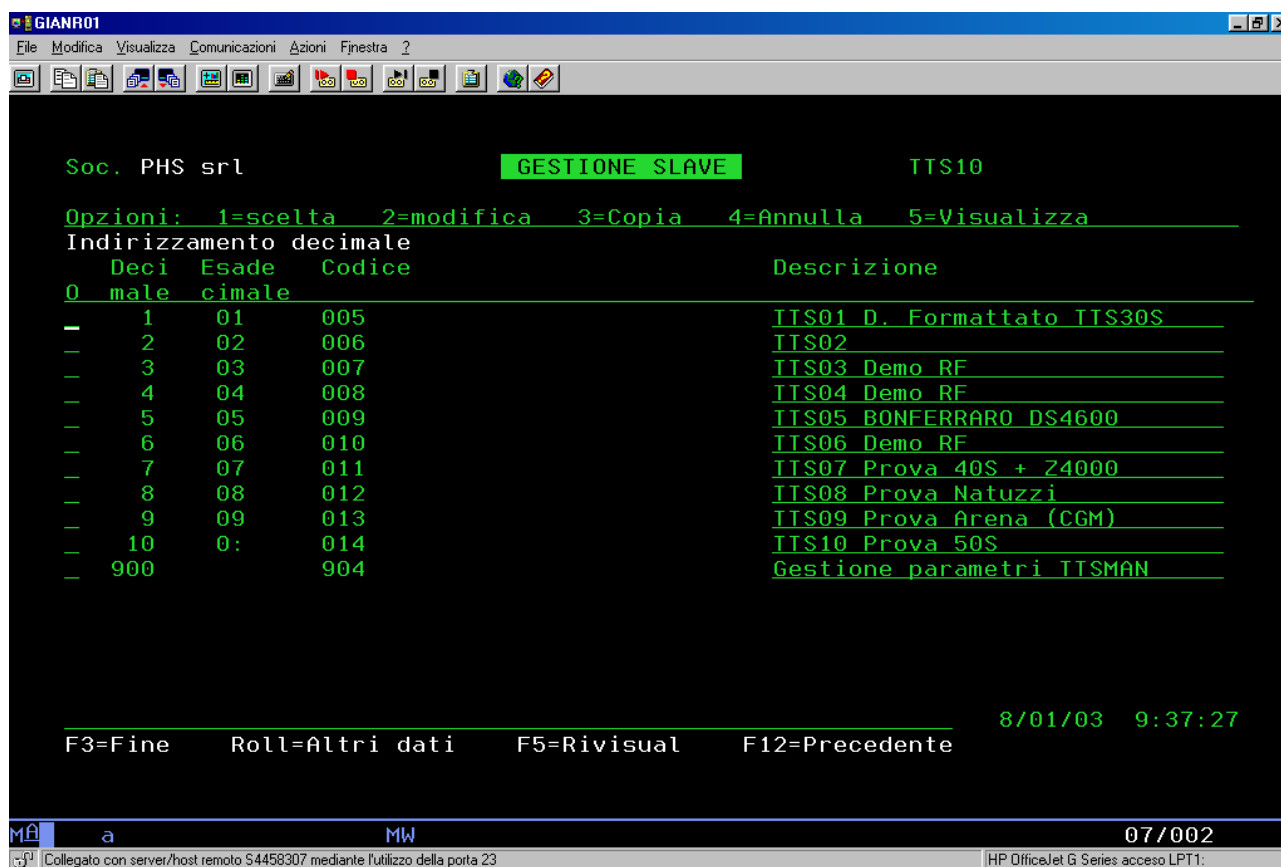 GIANR01
File Modifica Visualizza Comunicazioni Azioni Finestra ?
Soc. PHS srl GESTIONE SLAVE TTS10
Opzioni: 1=scelta 2=modifica 3=Copia 4=Annulla 5=Visualizza
Indirizzamento decimale
Deci Esade Codice Descrizione
O male cimale
1 01 005 TTS01 D. Formattato TTS30S
2 02 006 TTS02
3 03 007 TTS03 Demo RF
4 04 008 TTS04 Demo RF
5 05 009 TTS05 BONFERRARO DS4600
6 06 010 TTS06 Demo RF
7 07 011 TTS07 Prova 40S + Z4000
8 08 012 TTS08 Prova Natuzzi
9 09 013 TTS09 Prova Arena (CGM)
10 0: 014 TTS10 Prova 50S
900 904 Gestione parametri TTSMAN
8/01/03 9:37:27
F3=Fine Roll=Altri dati F5=Rivisual F12=Precedente
MA a MW 07/002
Collegato con server/host remoto S4458307 mediante l'utilizzo della porta 23 HP OfficeJet G Series accesso LPT1: